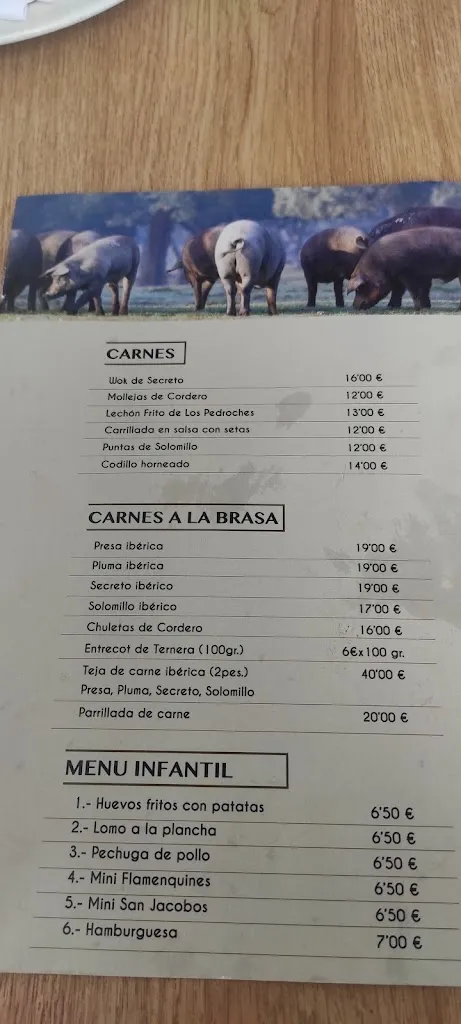 CARNES
Wok de Secreto 16'00 €
Mollejas de Cordero 12'00 €
Lechón Frito de Los Pedroches 13'00 €
Carrillada en salsa con setas 12'00 €
Puntas de Solomillo 12'00 €
Codillo horneado 14'00 €
CARNES A LA BRASA
Presa ibérica 19'00 €
Pluma ibérica 19'00 €
Secreto ibérico 19'00 €
Solomillo ibérico 17'00 €
Chuletas de Cordero 16'00 €
Entrecot de Ternera (100gr.) 6€x100 gr.
Teja de carne ibérica (2pes.) 40'00 €
Presa, Pluma, Secreto, Solomillo
Parrillada de carne 20'00 €
MENU INFANTIL
1.- Huevos fritos con patatas 6'50 €
2.- Lomo a la plancha 6'50 €
3.- Pechuga de pollo 6'50 €
4.- Mini Flamenquines 6'50 €
5.- Mini San Jacobos 6'50 €
6.- Hamburguesa 7'00 €